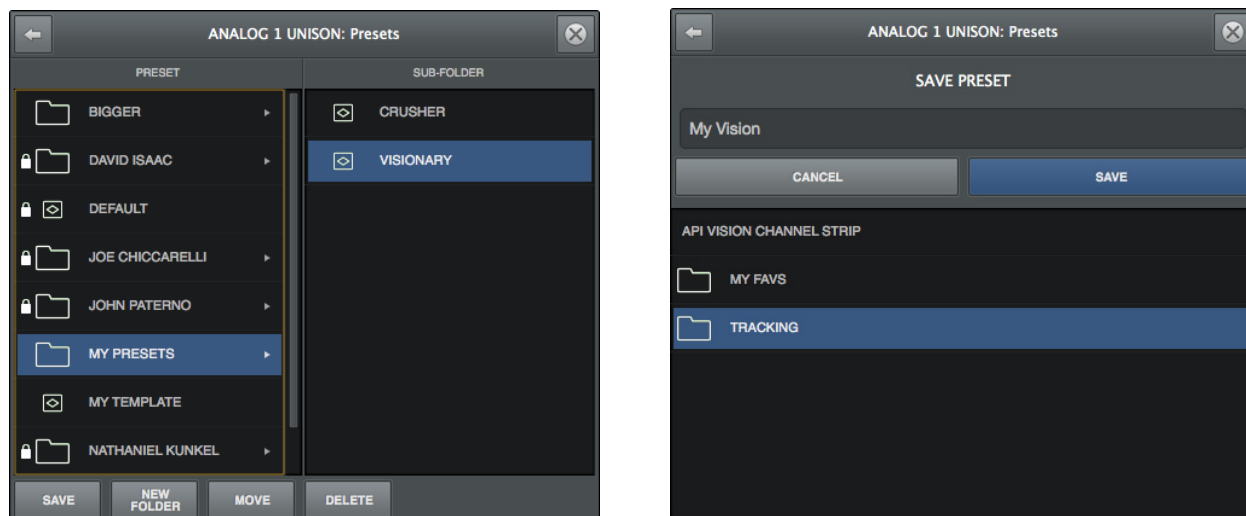 ANALOG 1 UNISON: Presets
PRESET
SUB-FOLDER
BIGGER
DAVID ISAAC
DEFAULT
JOE CHICCARELLI
JOHN PATERNO
MY PRESETS
MY TEMPLATE
NATHANIEL KUNKEL
CRUSHER
VISIONARY
SAVE
NEW
FOLDER
MOVE
DELETE
ANALOG 1 UNISON: Presets
SAVE PRESET
My Vision
CANCEL
SAVE
API VISION CHANNEL STRIP
MY FAVS
TRACKING